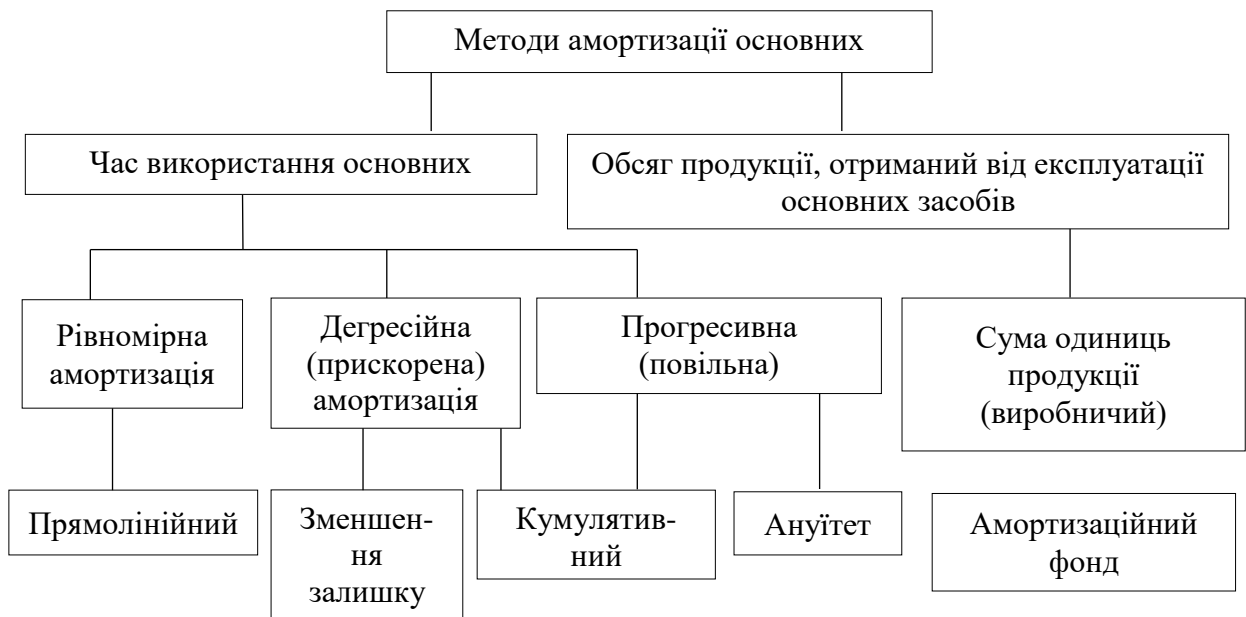 Методи амортизації основних
Час використання основних
Обсяг продукції, отриманий від експлуатації
основних засобів
Рівномірна
амортизація
Дегресійна
(прискорена)
амортизація
Прогресивна
(повільна)
Сума одиниць
продукції
(виробничий)
Прямолінійний
Зменшен-
ня
залишку
Кумулятив-
ний
Ануїтет
Амортизаційний
фонд